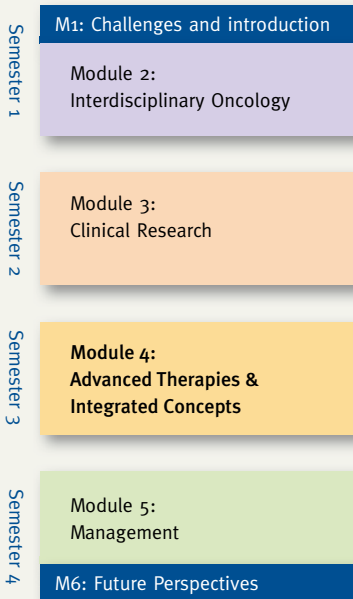 Semester 1
M1: Challenges and introduction
Module 2:
Interdisciplinary Oncology
Semester 2
Module 3:
Clinical Research
Semester 3
Module 4:
Advanced Therapies &
Integrated Concepts
Semester 4
Module 5:
Management
M6: Future Perspectives